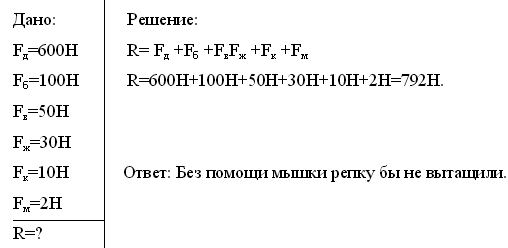 Дано:
Fд=600Н
Fб=100Н
Fв=50Н
Fж=30Н
Fк=10Н
Fм=2Н
R=?
Решение:
R= Fд +Fб +FвFж +Fк +Fм
R=600Н+100Н+50Н+30Н+10Н+2Н=792Н.
Ответ: Без помощи мышки репку бы не вытащили.